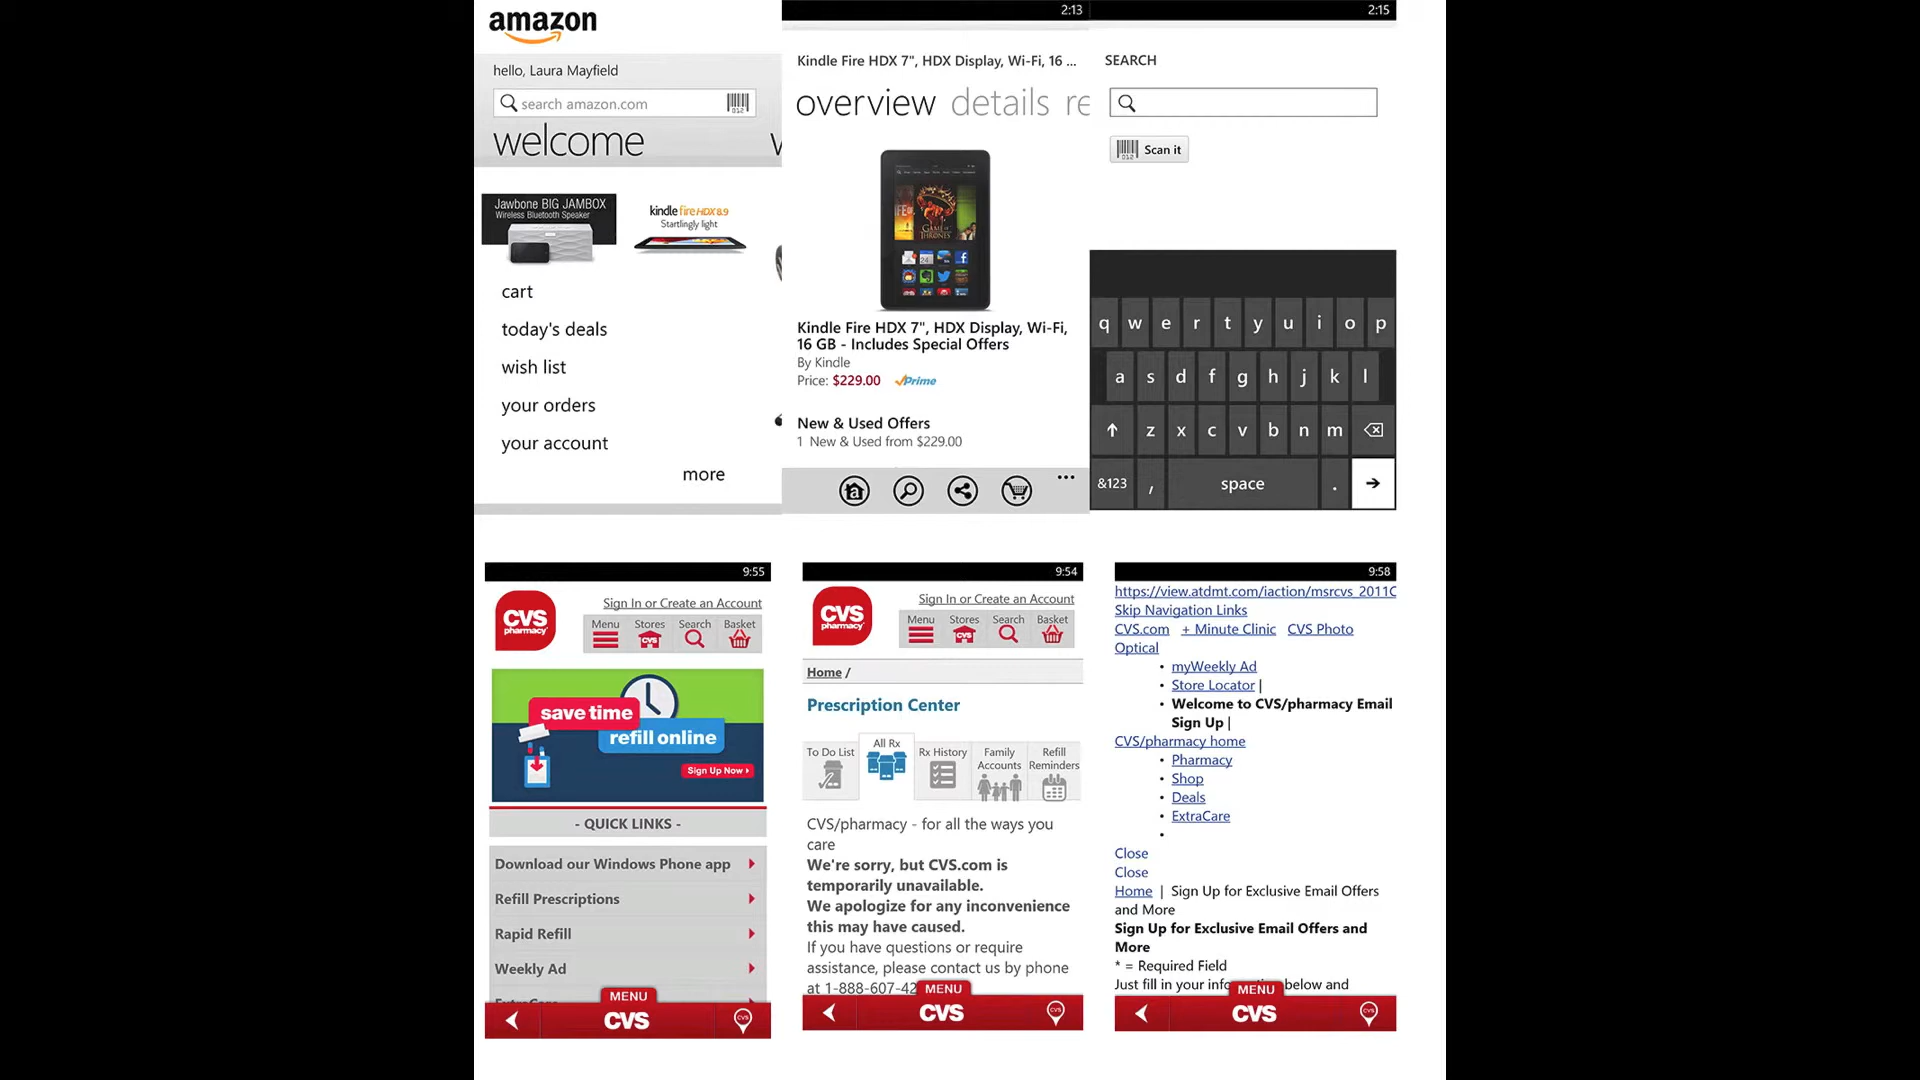 amazon
hello, Laura Mayfield
search amazon.com
welcome
Jawbone BIG JAMBOX
Wireless Bluetooth Speaker
kindle fire HDX 8.9
Startlingly light
cart
today's deals
wish list
your orders
your account
more
2:13
Kindle Fire HDX 7", HDX Display, Wi-Fi, 16 ...
overview details re
GAME OF THRONES
Kindle Fire HDX 7", HDX Display, Wi-Fi,
16 GB - Includes Special Offers
By Kindle
Price: $229.00 Prime
New & Used Offers
1 New & Used from $229.00
2:15
SEARCH
Scan it
q w e r t y u i o p
a s d f g h j k l
z x c v b n m
&123 , space .
9:55
CVS
pharmacy
Sign In or Create an Account
Menu Stores Search Basket
save time
refill online
Sign Up Now
- QUICK LINKS -
Download our Windows Phone app
Refill Prescriptions
Rapid Refill
Weekly Ad
ExtraCare
MENU
CVS
9:54
CVS
pharmacy
Sign In or Create an Account
Menu Stores Search Basket
Home /
Prescription Center
To Do List All Rx Rx History Family Accounts Refill Reminders
CVS/pharmacy - for all the ways you
care
We're sorry, but CVS.com is
temporarily unavailable.
We apologize for any inconvenience
this may have caused.
If you have questions or require
assistance, please contact us by phone
at 1-888-607-42
MENU
CVS
9:58
https://view.atdmt.com/iaction/msrcvs_2011C
Skip Navigation Links
CVS.com + Minute Clinic CVS Photo
Optical
• myWeekly Ad
• Store Locator |
• Welcome to CVS/pharmacy Email
Sign Up |
CVS/pharmacy home
• Pharmacy
• Shop
• Deals
• ExtraCare
•
Close
Close
Home | Sign Up for Exclusive Email Offers
and More
Sign Up for Exclusive Email Offers and
More
* = Required Field
Just fill in your info below and
MENU
CVS